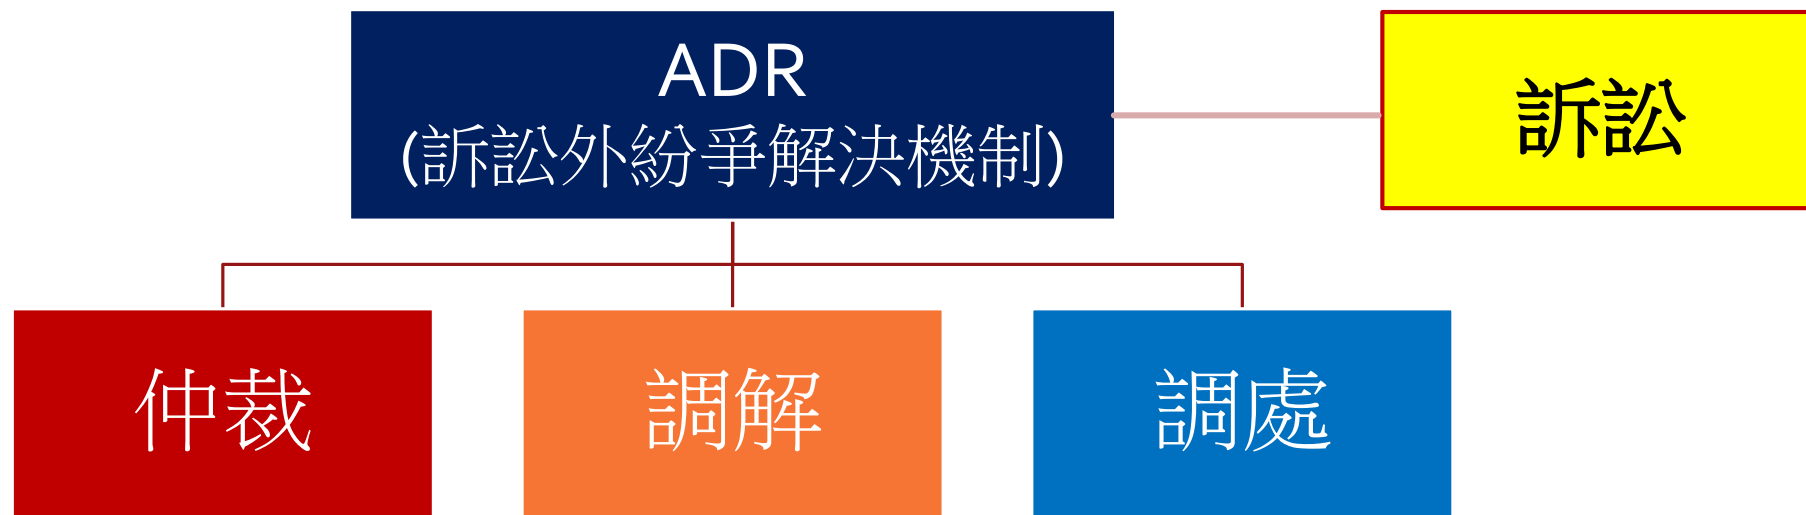 ADR
(訴訟外紛爭解決機制)
訴訟
仲裁
調解
調處